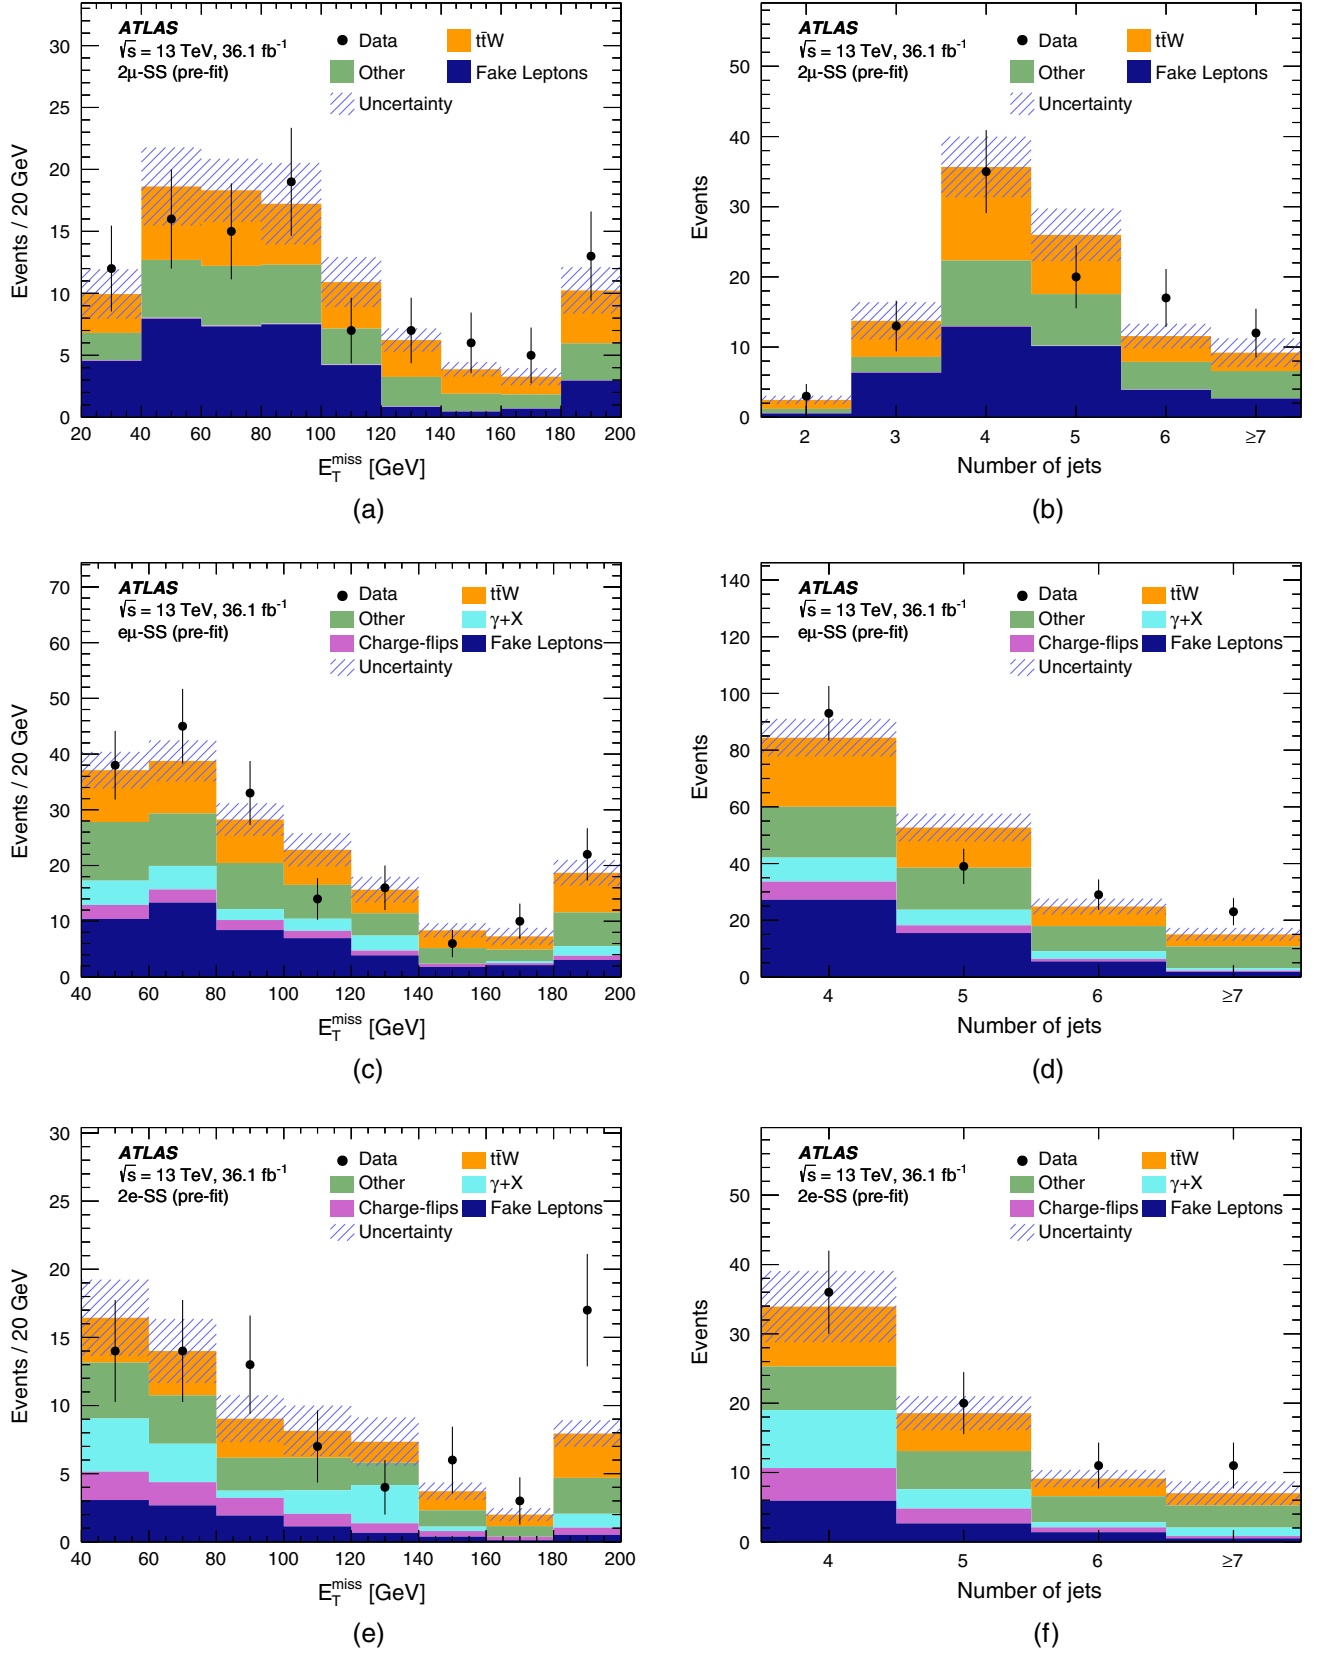 ATLAS
√s = 13 TeV, 36.1 fb⁻¹
2μ-SS (pre-fit)
Data
tt̄W
Other
Fake Leptons
Uncertainty
Events / 20 GeV
0 5 10 15 20 25 30
20 40 60 80 100 120 140 160 180 200
E_T^miss [GeV]
(a)
ATLAS
√s = 13 TeV, 36.1 fb⁻¹
2μ-SS (pre-fit)
Data
tt̄W
Other
Fake Leptons
Uncertainty
Events
0 10 20 30 40 50
2 3 4 5 6 ≥7
Number of jets
(b)
ATLAS
√s = 13 TeV, 36.1 fb⁻¹
eμ-SS (pre-fit)
Data
tt̄W
Other
γ+X
Charge-flips
Fake Leptons
Uncertainty
Events / 20 GeV
0 10 20 30 40 50 60 70
40 60 80 100 120 140 160 180 200
E_T^miss [GeV]
(c)
ATLAS
√s = 13 TeV, 36.1 fb⁻¹
eμ-SS (pre-fit)
Data
tt̄W
Other
γ+X
Charge-flips
Fake Leptons
Uncertainty
Events
0 20 40 60 80 100 120 140
4 5 6 ≥7
Number of jets
(d)
ATLAS
√s = 13 TeV, 36.1 fb⁻¹
2e-SS (pre-fit)
Data
tt̄W
Other
γ+X
Charge-flips
Fake Leptons
Uncertainty
Events / 20 GeV
0 5 10 15 20 25 30
40 60 80 100 120 140 160 180 200
E_T^miss [GeV]
(e)
ATLAS
√s = 13 TeV, 36.1 fb⁻¹
2e-SS (pre-fit)
Data
tt̄W
Other
γ+X
Charge-flips
Fake Leptons
Uncertainty
Events
0 10 20 30 40 50
4 5 6 ≥7
Number of jets
(f)